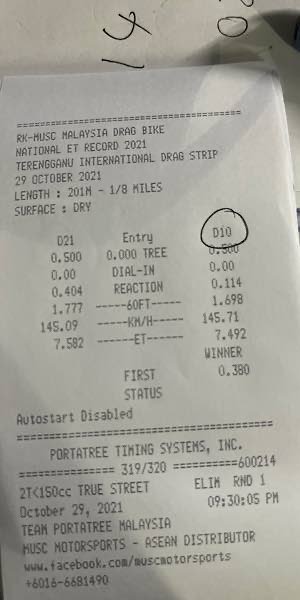 14
================================
RK-MUSC MALAYSIA DRAG BIKE
NATIONAL ET RECORD 2021
TERENGGANU INTERNATIONAL DRAG STRIP
29 OCTOBER 2021
LENGTH : 201M - 1/8 MILES
SURFACE : DRY
D21 Entry D10
0.500 0.000 TREE 0.500
0.00 DIAL-IN 0.00
0.404 REACTION 0.114
1.777 -----60FT----- 1.698
145.09 -----KM/H----- 145.71
7.582 ------ET------ 7.492
WINNER
FIRST 0.380
STATUS
Autostart Disabled
=====================================
PORTATREE TIMING SYSTEMS, INC.
============== 319/320 ==========600214
2T<150cc TRUE STREET ELIM RND 1
October 29, 2021 09:30:05 PM
TEAM PORTATREE MALAYSIA
MUSC MOTORSPORTS - ASEAN DISTRIBUTOR
www.facebook.com/muscmotorsports
+6016-6681490